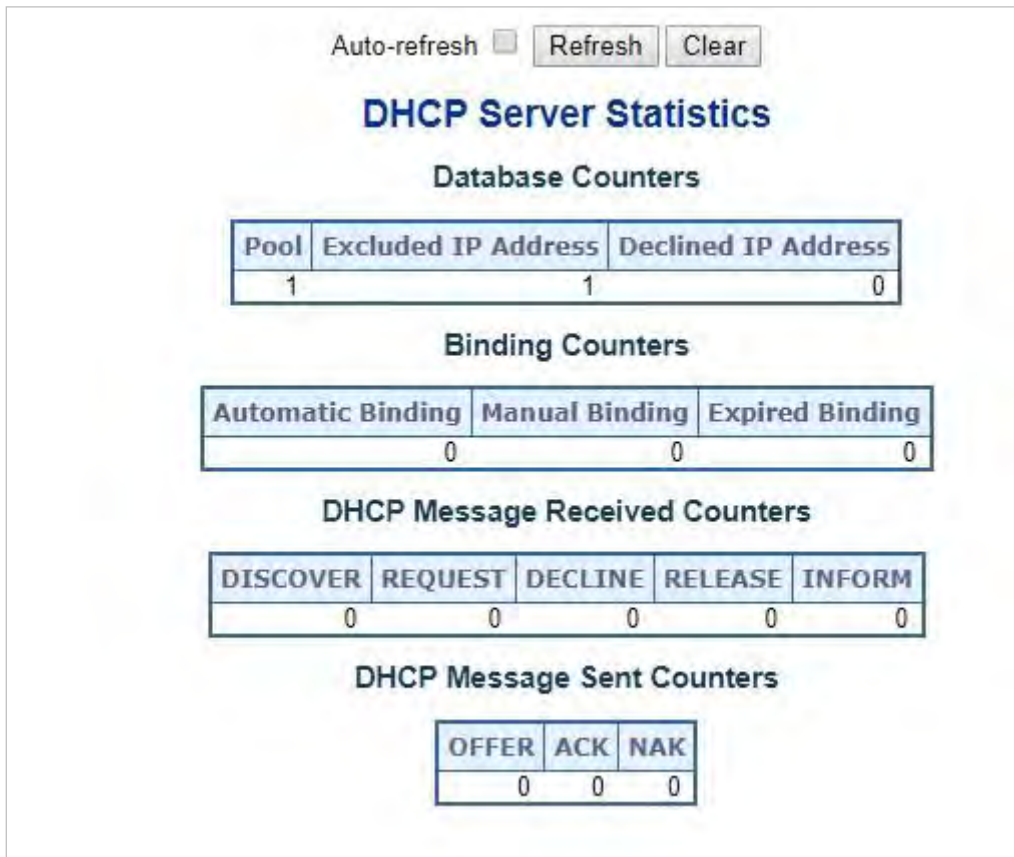 Auto-refresh Refresh Clear
DHCP Server Statistics
Database Counters
Pool Excluded IP Address Declined IP Address
1 1 0
Binding Counters
Automatic Binding Manual Binding Expired Binding
0 0 0
DHCP Message Received Counters
DISCOVER REQUEST DECLINE RELEASE INFORM
0 0 0 0 0
DHCP Message Sent Counters
OFFER ACK NAK
0 0 0